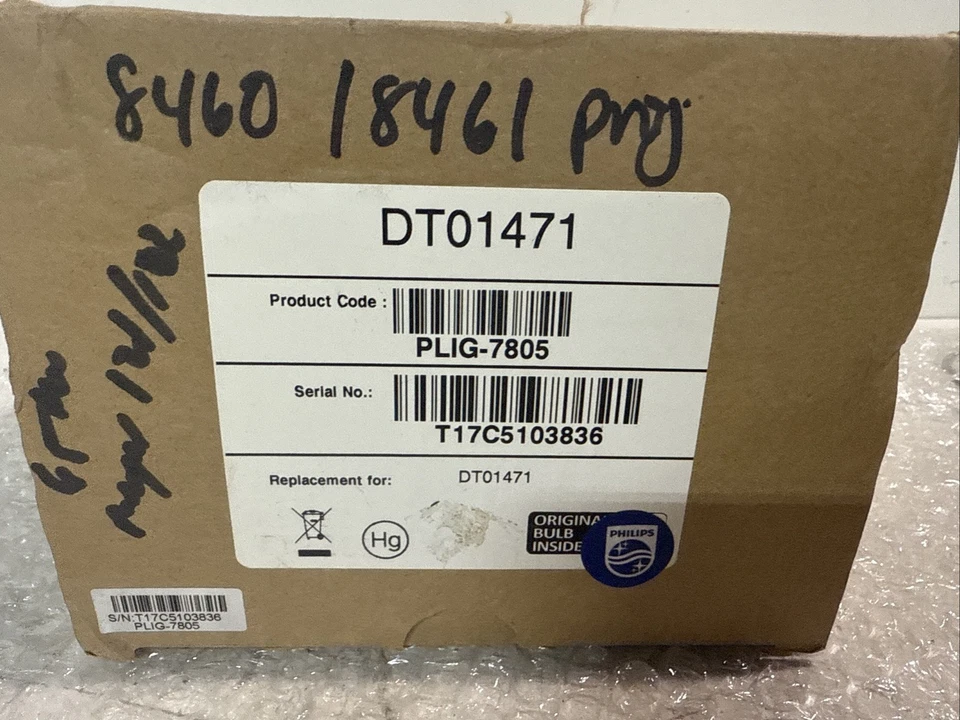 8460 / 8461 proj
DT01471
Product Code :
PLIG-7805
Serial No.:
T17C5103836
Replacement for: DT01471
Hg
ORIGINA
BULB
INSIDE
PHILIPS
S/N:T17C5103836
PLIG-7805